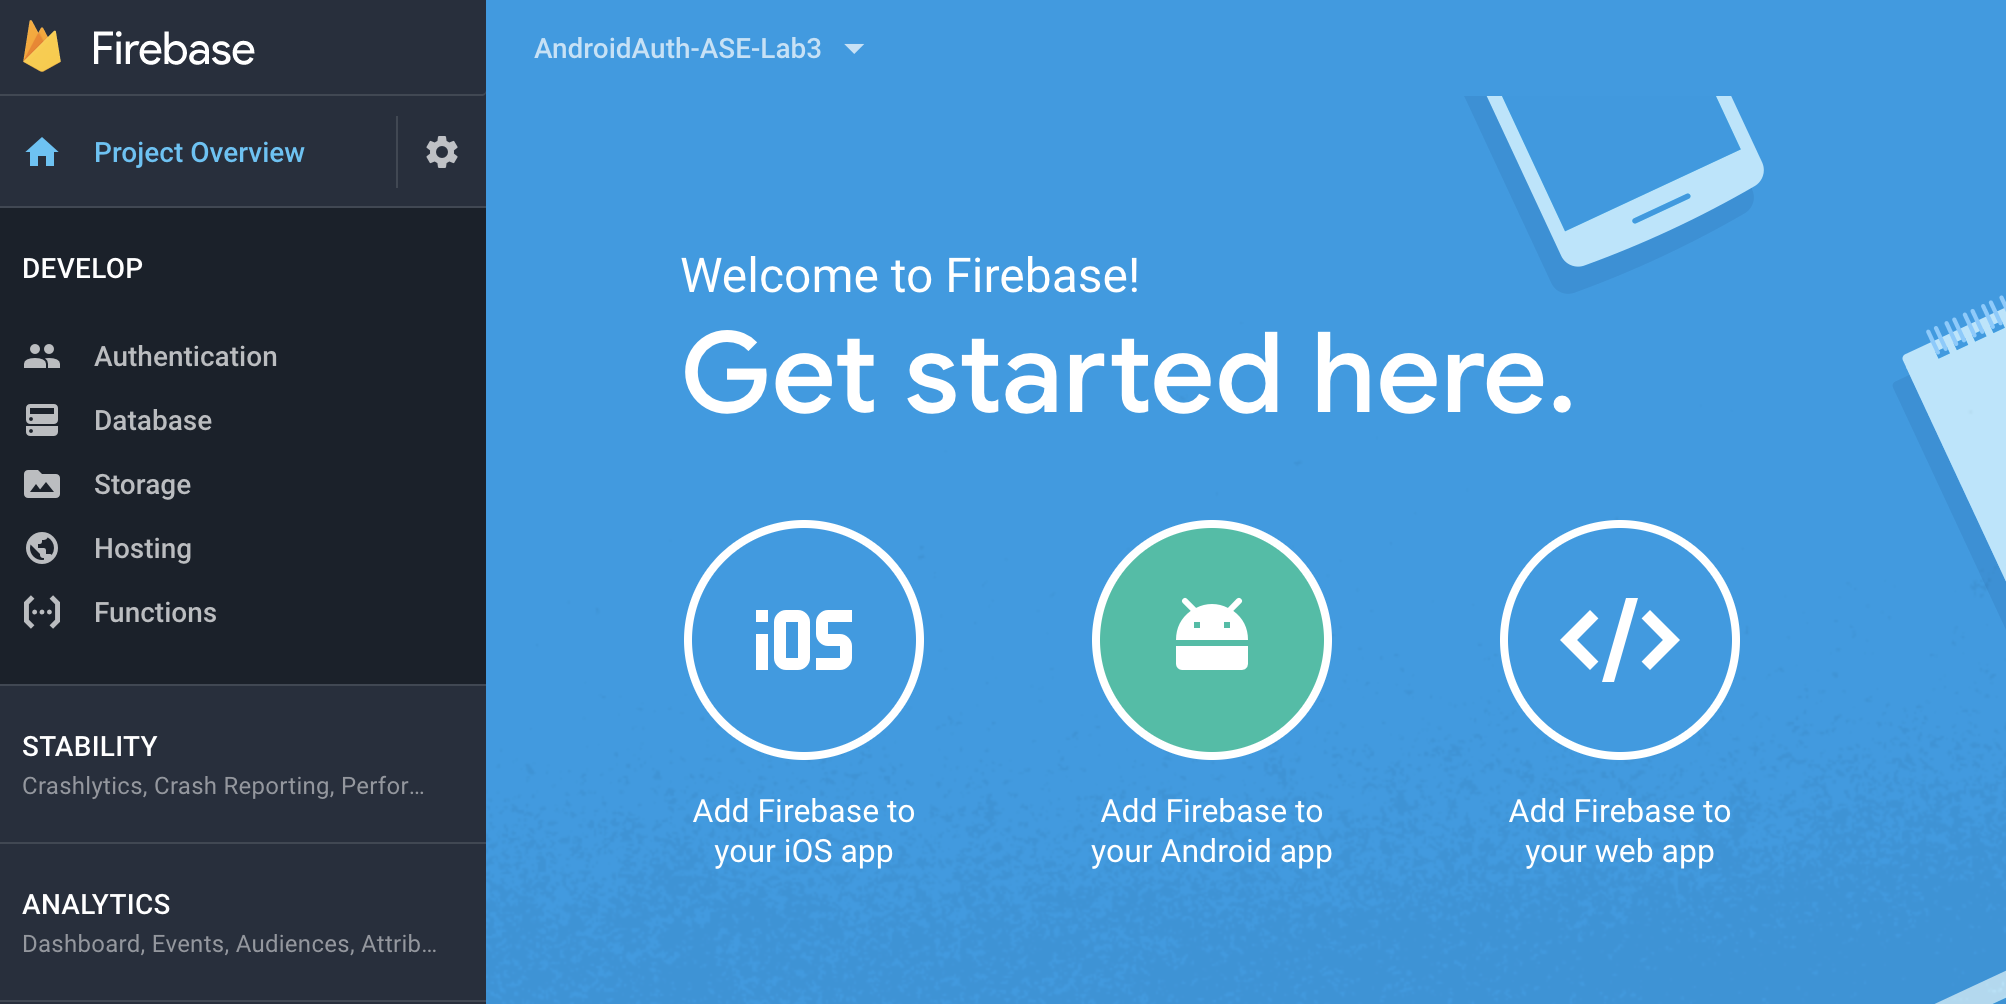 Firebase
AndroidAuth-ASE-Lab3
Project Overview
DEVELOP
Authentication
Database
Storage
Hosting
Functions
STABILITY
Crashlytics, Crash Reporting, Perfor...
ANALYTICS
Dashboard, Events, Audiences, Attrib...
Welcome to Firebase!
Get started here.
iOS
Add Firebase to
your iOS app
Add Firebase to
your Android app
</>
Add Firebase to
your web app